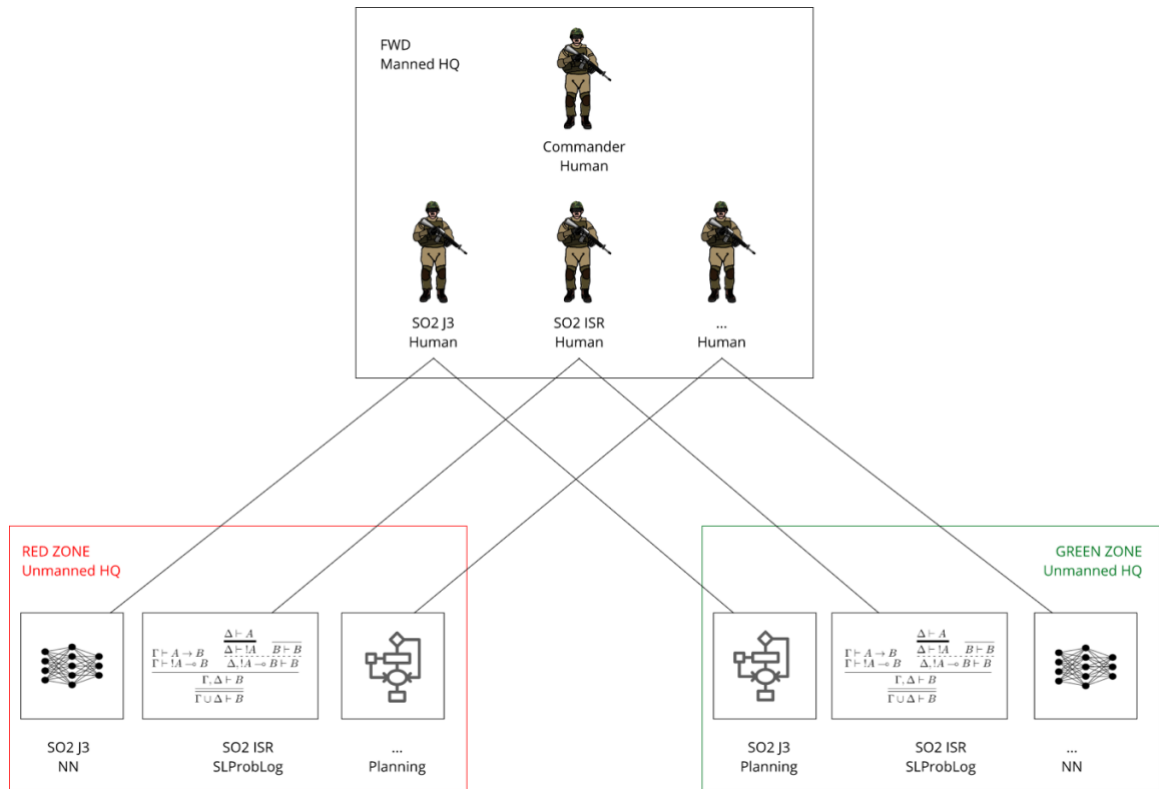 FWD
Manned HQ
Commander
Human
SO2 J3
Human
SO2 ISR
Human
...
Human
RED ZONE
Unmanned HQ
GREEN ZONE
Unmanned HQ
Δ ⊢ A
Γ ⊢ A → B
Δ ⊢ !A
B ⊢ B
Γ ⊢ !A ⊸ B
Δ, !A ⊸ B ⊢ B
Γ, Δ ⊢ B
Γ ∪ Δ ⊢ B
Δ ⊢ A
Γ ⊢ A → B
Δ ⊢ !A
B ⊢ B
Γ ⊢ !A ⊸ B
Δ, !A ⊸ B ⊢ B
Γ, Δ ⊢ B
Γ ∪ Δ ⊢ B
SO2 J3
NN
SO2 ISR
SLProbLog
...
Planning
SO2 J3
Planning
SO2 ISR
SLProbLog
...
NN